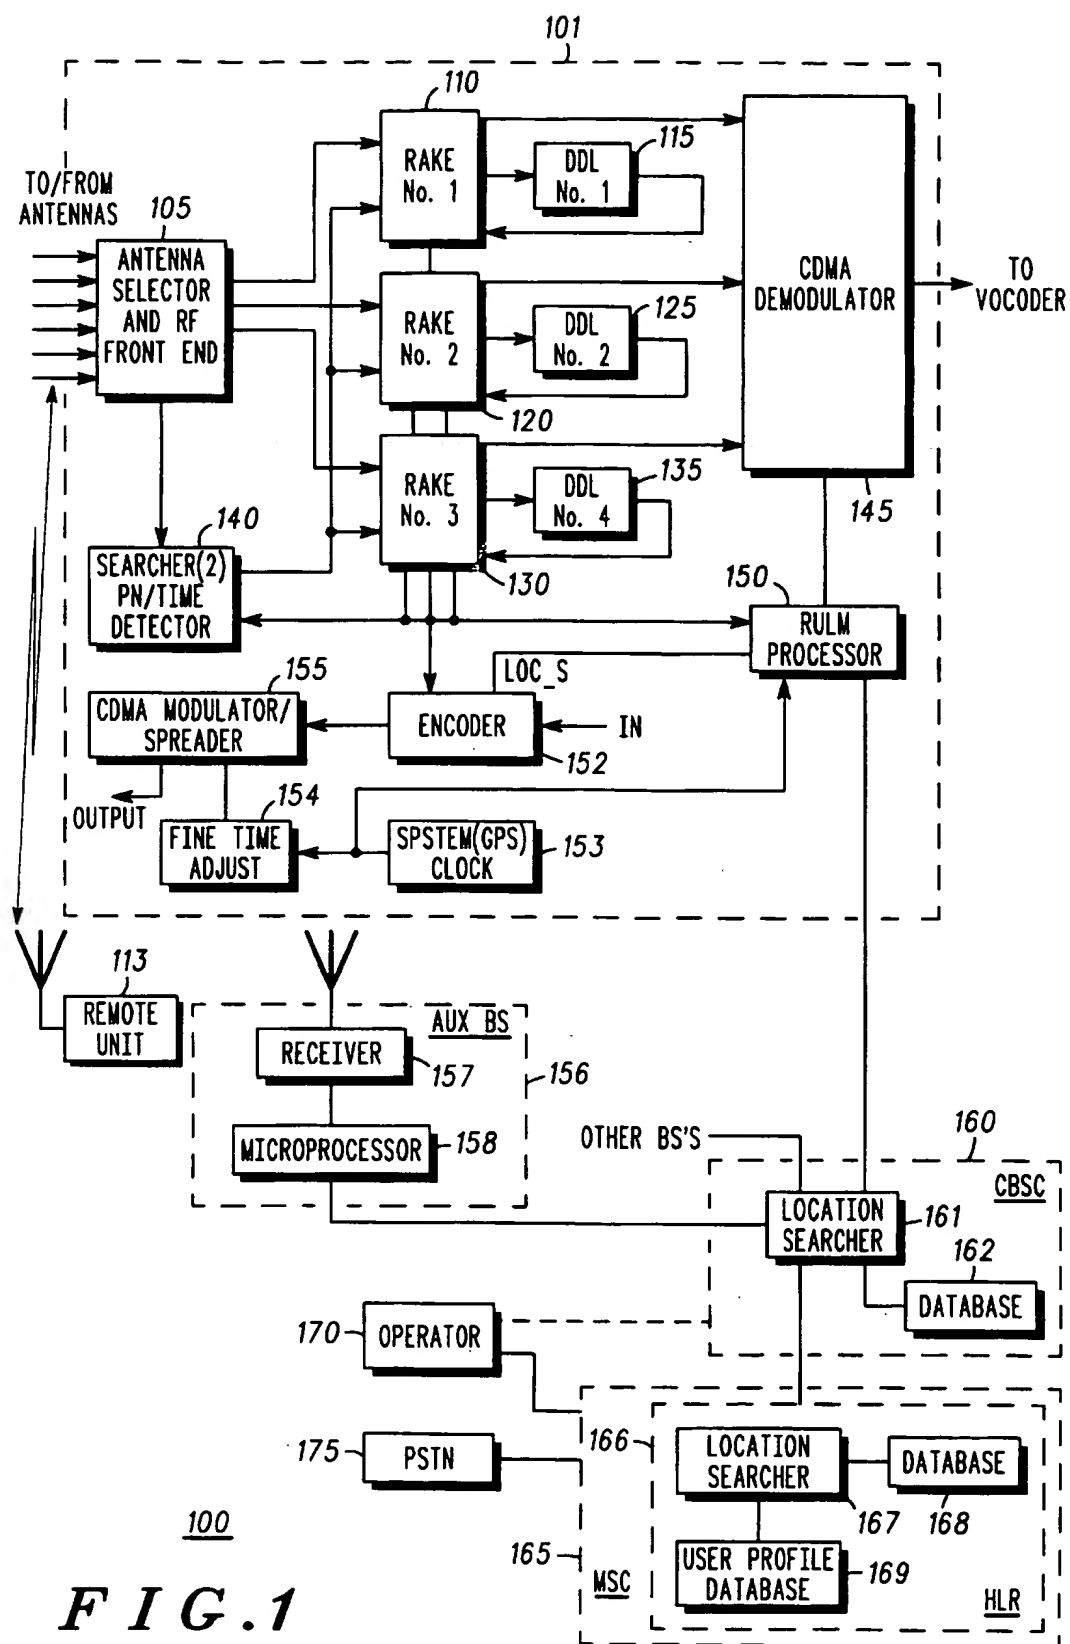 101
110
RAKE
No. 1
115
DDL
No. 1
TO/FROM
ANTENNAS
105
ANTENNA
SELECTOR
AND RF
FRONT END
CDMA
DEMODULATOR
TO
VOCODER
RAKE
No. 2
125
DDL
No. 2
120
RAKE
No. 3
135
DDL
No. 4
145
140
SEARCHER(2)
PN/TIME
DETECTOR
130
150
RULM
PROCESSOR
155
LOC_S
CDMA MODULATOR/
SPREADER
ENCODER
IN
152
OUTPUT
154
FINE TIME
ADJUST
SPSTEM(GPS)
CLOCK
153
113
REMOTE
UNIT
AUX BS
RECEIVER
157
156
MICROPROCESSOR
158
OTHER BS'S
160
CBSC
LOCATION
SEARCHER
161
162
DATABASE
170
OPERATOR
175
PSTN
166
LOCATION
SEARCHER
DATABASE
167
168
165
MSC
USER PROFILE
DATABASE
169
HLR
100
FIG.1